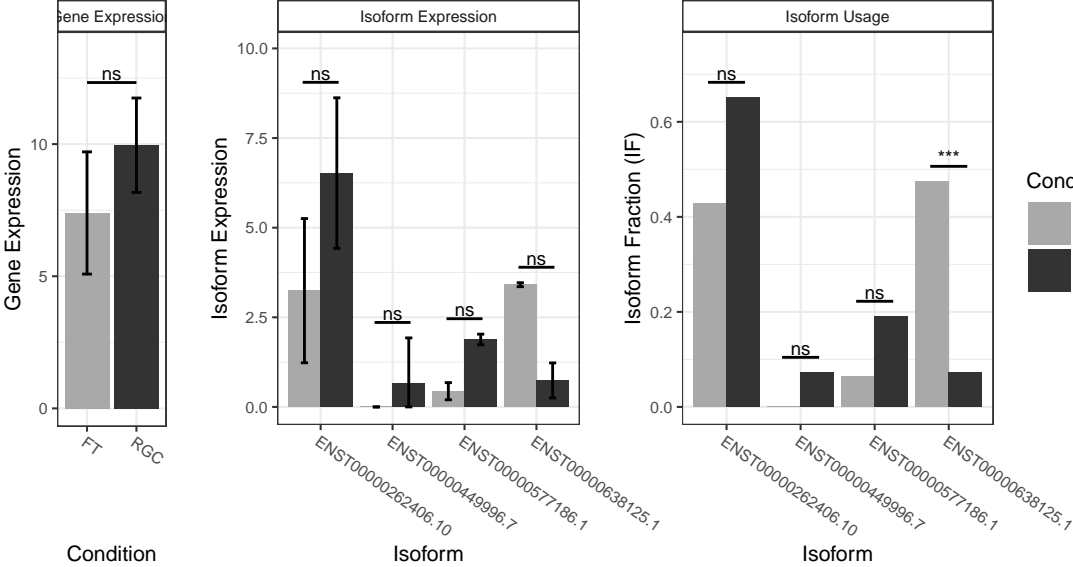 Gene Expression
Isoform Expression
Isoform Usage
Gene Expression
10
5
0
ns
FT
RGC
Condition
Isoform Expression
10.0
7.5
5.0
2.5
0.0
ns
ns
ns
ns
ENST00000262406.10
ENST00000449996.7
ENST00000577186.1
ENST00000638125.1
Isoform
Isoform Fraction (IF)
0.6
0.4
0.2
0.0
ns
ns
ns
***
ENST00000262406.10
ENST00000449996.7
ENST00000577186.1
ENST00000638125.1
Isoform
Conc